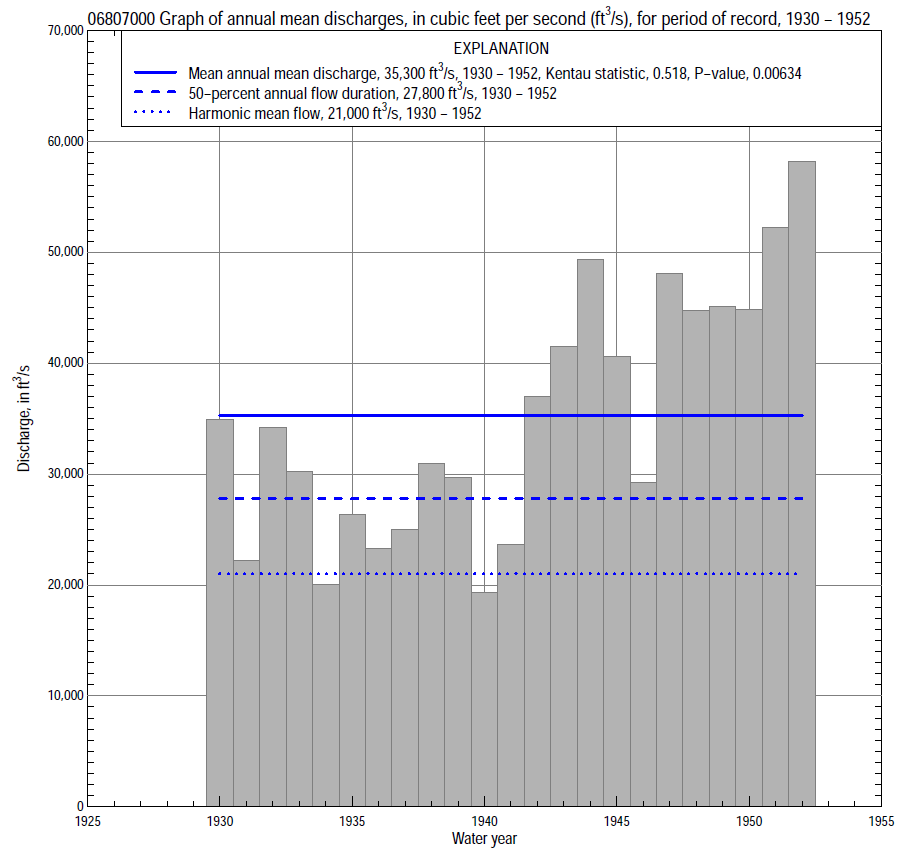 06807000 Graph of annual mean discharges, in cubic feet per second (ft³/s), for period of record, 1930 – 1952
EXPLANATION
Mean annual mean discharge, 35,300 ft³/s, 1930 – 1952, Kentau statistic, 0.518, P–value, 0.00634
50–percent annual flow duration, 27,800 ft³/s, 1930 – 1952
Harmonic mean flow, 21,000 ft³/s, 1930 – 1952
70,000
60,000
50,000
40,000
30,000
20,000
10,000
0
Discharge, in ft³/s
1925 1930 1935 1940 1945 1950 1955
Water year